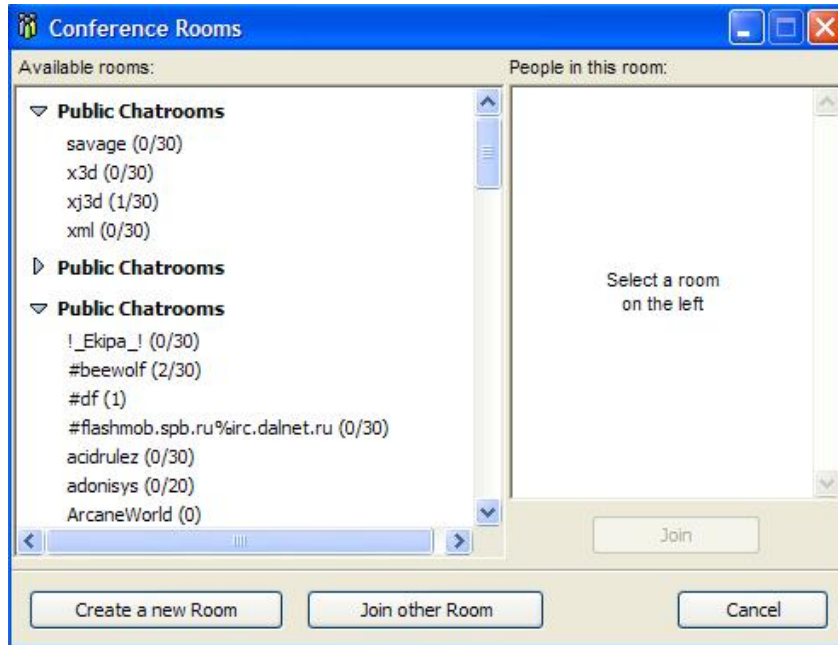 Conference Rooms
Available rooms:
People in this room:
Public Chatrooms
savage (0/30)
x3d (0/30)
xj3d (1/30)
xml (0/30)
Public Chatrooms
Public Chatrooms
!_Ekipa_! (0/30)
#beewolf (2/30)
#df (1)
#flashmob.spb.ru%irc.dalnet.ru (0/30)
acidrulez (0/30)
adonisys (0/20)
ArcaneWorld (0)
Select a room
on the left
Join
Create a new Room
Join other Room
Cancel